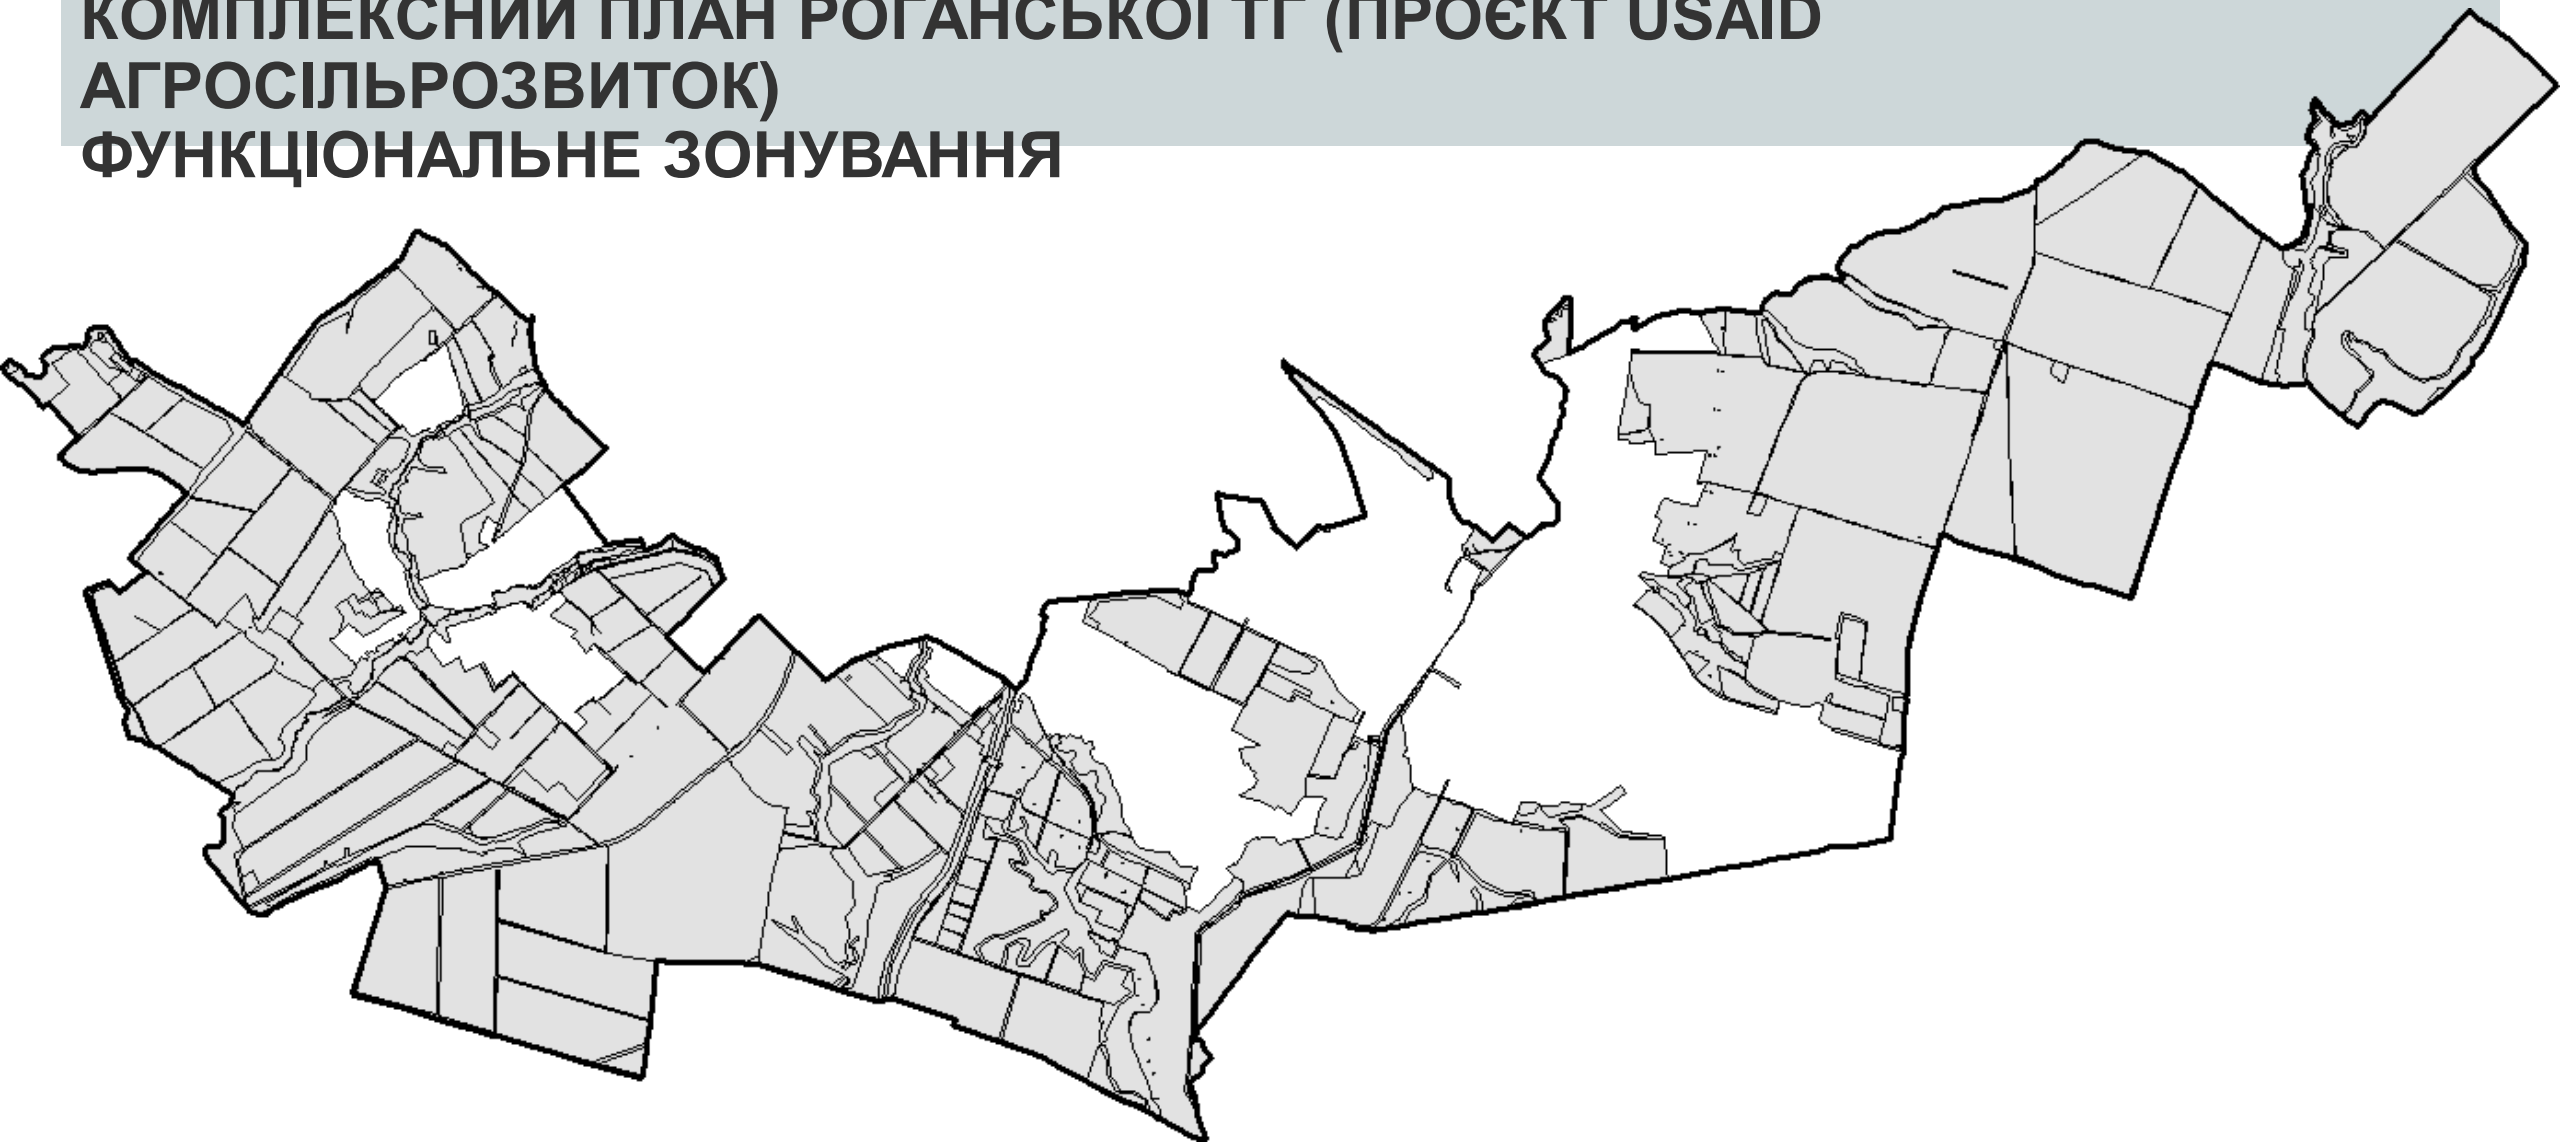 КОМПЛЕКСНИЙ ПЛАН РОГАНСЬКОЇ ТГ (ПРОЄКТ USAID
АГРОСІЛЬРОЗВИТОК)
ФУНКЦІОНАЛЬНЕ ЗОНУВАННЯ